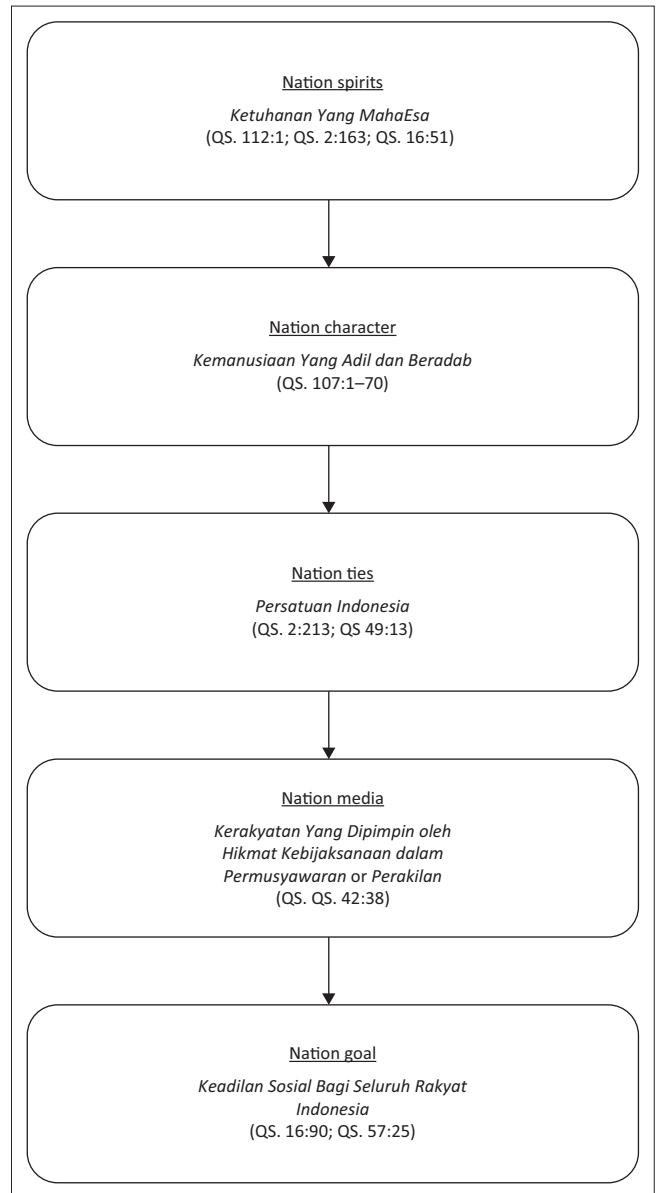 Nation spirits
Ketuhanan Yang MahaEsa
(QS. 112:1; QS. 2:163; QS. 16:51)
Nation character
Kemanusiaan Yang Adil dan Beradab
(QS. 107:1–70)
Nation ties
Persatuan Indonesia
(QS. 2:213; QS 49:13)
Nation media
Kerakyatan Yang Dipimpin oleh
Hikmat Kebijaksanaan dalam
Permusyawaran or Perakilan
(QS. QS. 42:38)
Nation goal
Keadilan Sosial Bagi Seluruh Rakyat
Indonesia
(QS. 16:90; QS. 57:25)